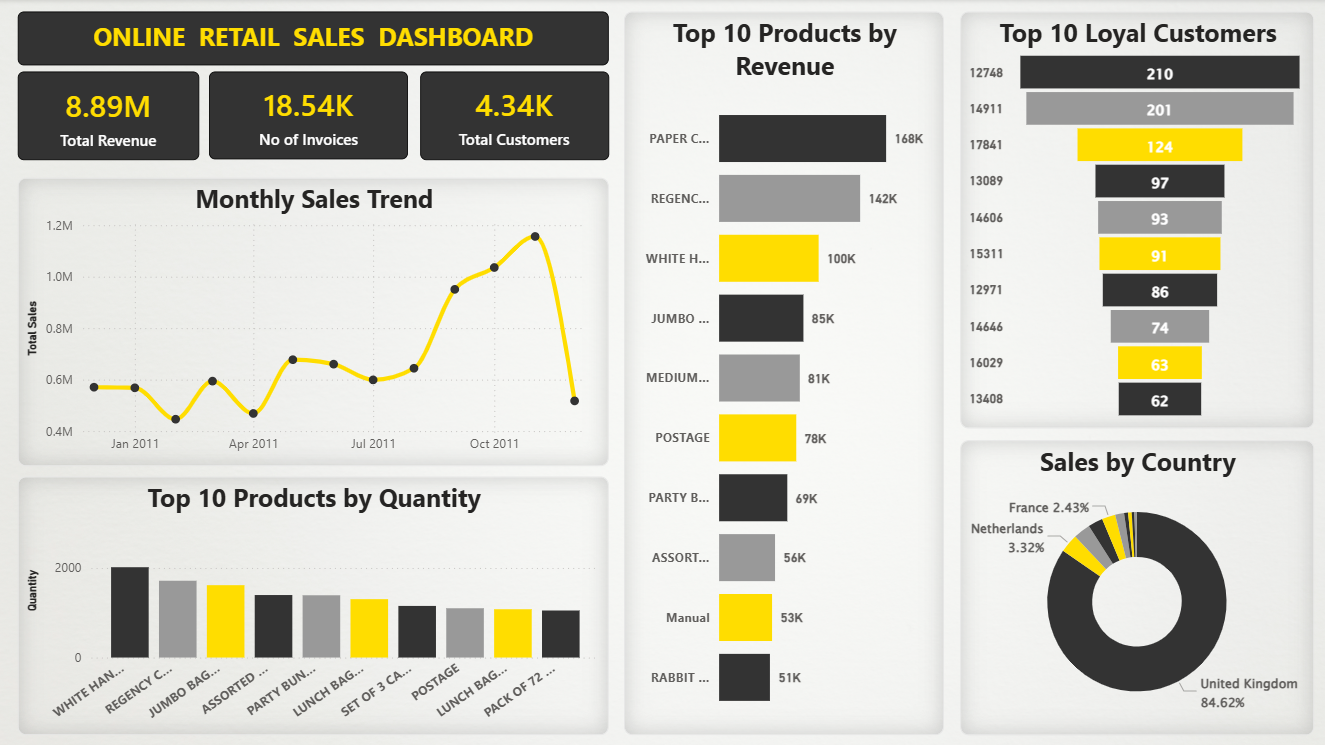 ONLINE RETAIL SALES DASHBOARD
8.89M
Total Revenue
18.54K
No of Invoices
4.34K
Total Customers
Monthly Sales Trend
Total Sales
1.2M
1.0M
0.8M
0.6M
0.4M
Jan 2011
Apr 2011
Jul 2011
Oct 2011
Top 10 Products by Quantity
Quantity
2000
0
WHITE HAN...
REGENCY C...
JUMBO BAG...
ASSORTED ...
PARTY BUN...
LUNCH BAG...
SET OF 3 CA...
POSTAGE
LUNCH BAG...
PACK OF 72 ...
Top 10 Products by
Revenue
PAPER C... 168K
REGENC... 142K
WHITE H... 100K
JUMBO ... 85K
MEDIUM... 81K
POSTAGE 78K
PARTY B... 69K
ASSORT... 56K
Manual 53K
RABBIT ... 51K
Top 10 Loyal Customers
12748 210
14911 201
17841 124
13089 97
14606 93
15311 91
12971 86
14646 74
16029 63
13408 62
Sales by Country
France 2.43%
Netherlands
3.32%
United Kingdom
84.62%